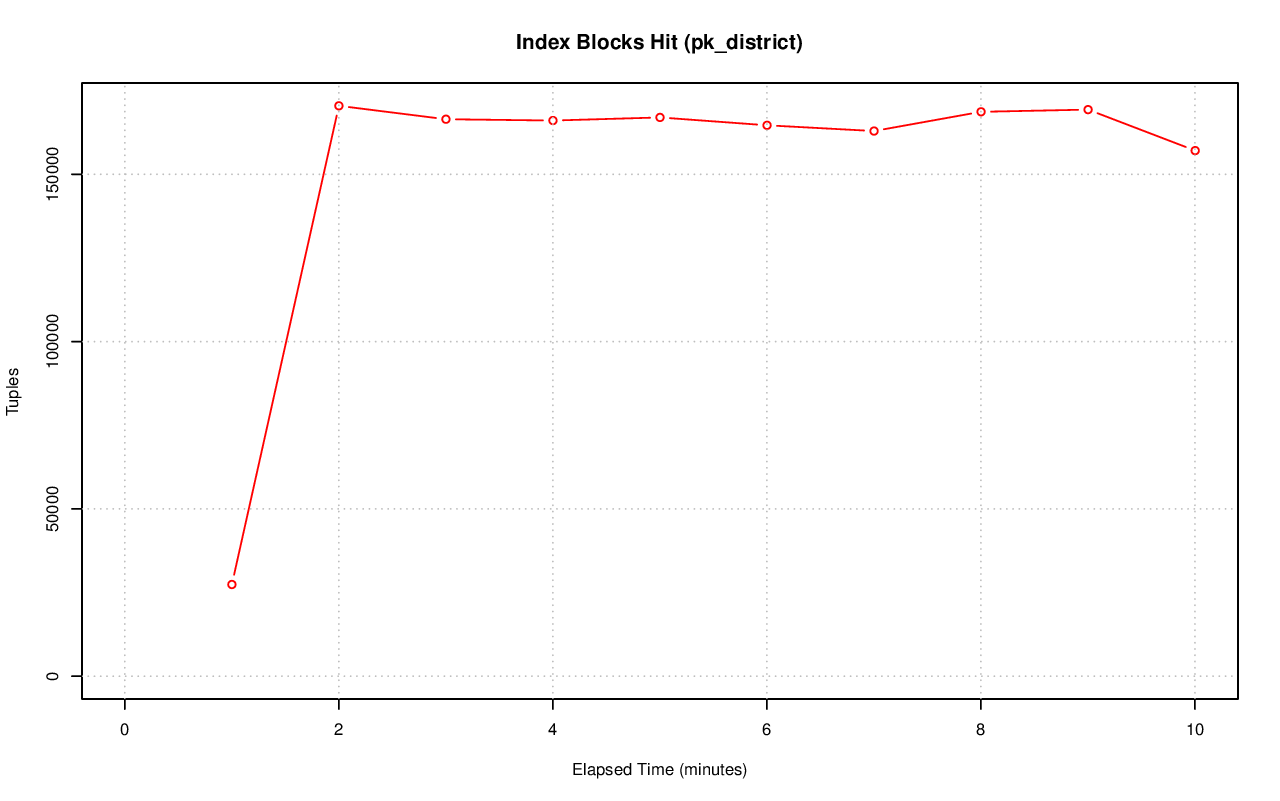 Index Blocks Hit (pk_district)
150000
100000
50000
0
Tuples
0 2 4 6 8 10
Elapsed Time (minutes)